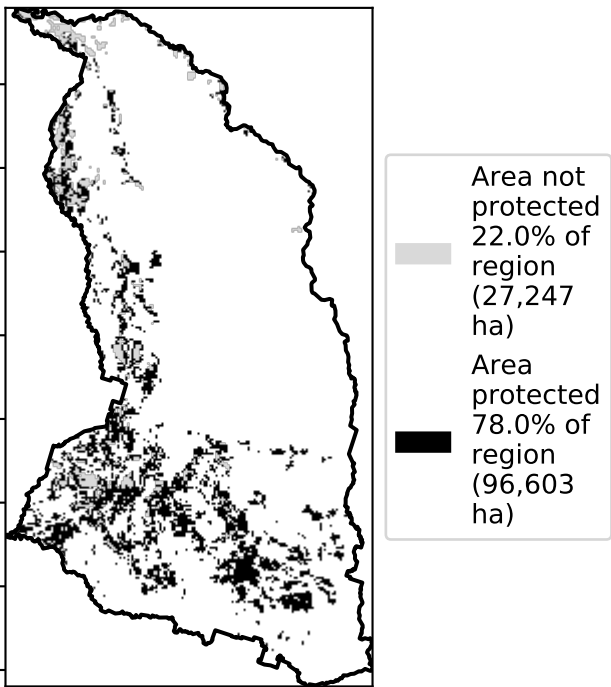 Area not
protected
22.0% of
region
(27,247
ha)
Area
protected
78.0% of
region
(96,603
ha)